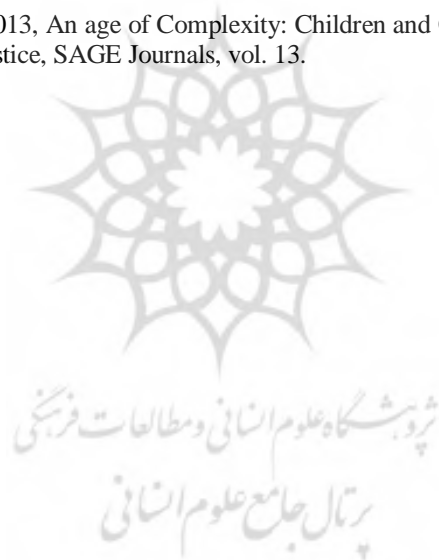 013, An age of Complexity: Children and
stice, SAGE Journals, vol. 13.
پژوهشگاه علوم انسانی و مطالعات فرهنگی
پرتال جامع علوم انسانی